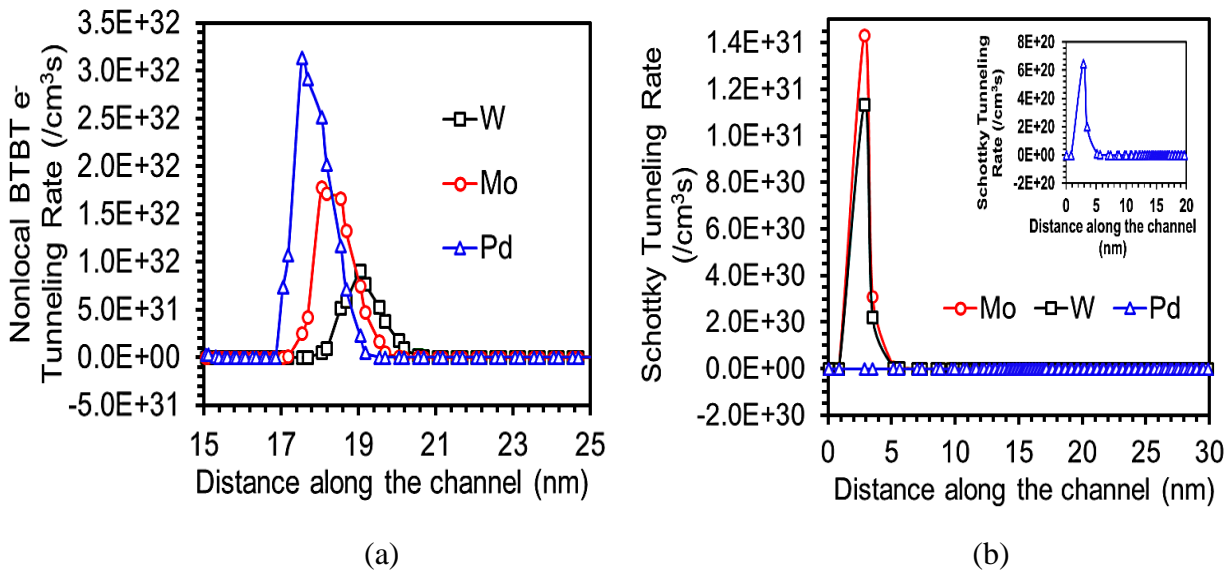 Nonlocal BTBT e-
Tunneling Rate (/cm3s)
3.5E+32
3.0E+32
2.5E+32
2.0E+32
1.5E+32
1.0E+32
5.0E+31
0.0E+00
-5.0E+31
W
Mo
Pd
15 17 19 21 23 25
Distance along the channel (nm)
(a)
Schottky Tunneling Rate
(/cm3s)
1.4E+31
1.2E+31
1.E+31
8.0E+30
6.0E+30
4.0E+30
2.0E+30
0.0E+00
-2.0E+30
Schottky Tunneling
Rate (/cm3s)
8E+20
6E+20
4E+20
2E+20
0E+00
-2E+20
0 5 10 15 20
Distance along the channel
(nm)
Mo W Pd
0 5 10 15 20 25 30
Distance along the channel (nm)
(b)